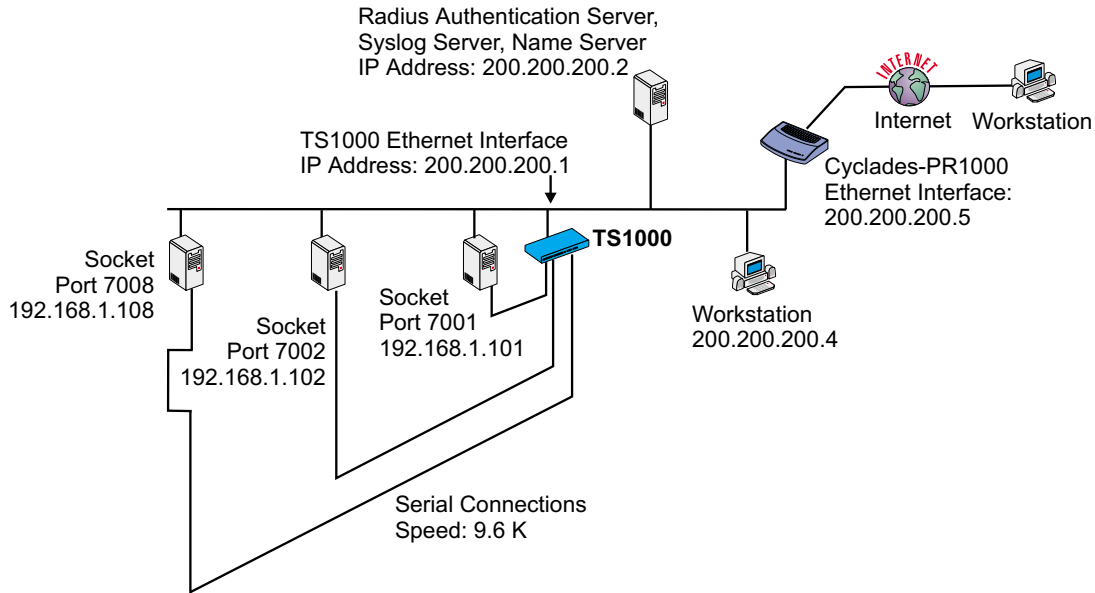 Radius Authentication Server,
Syslog Server, Name Server
IP Address: 200.200.200.2
INTERNET
Internet
Workstation
TS1000 Ethernet Interface
IP Address: 200.200.200.1
Cyclades-PR1000
Ethernet Interface:
200.200.200.5
TS1000
Socket
Port 7008
192.168.1.108
Socket
Port 7002
192.168.1.102
Socket
Port 7001
192.168.1.101
Workstation
200.200.200.4
Serial Connections
Speed: 9.6 K